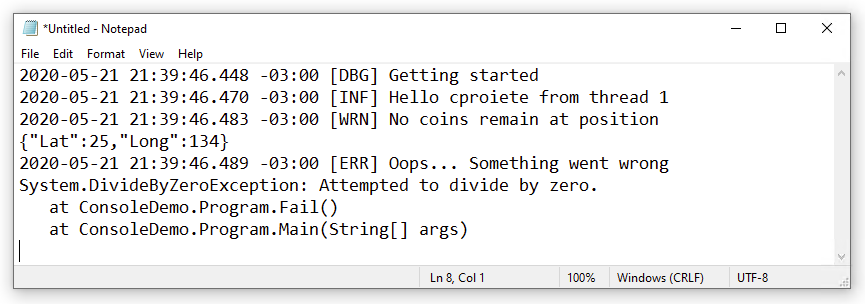 *Untitled - Notepad
File Edit Format View Help
2020-05-21 21:39:46.448 -03:00 [DBG] Getting started
2020-05-21 21:39:46.470 -03:00 [INF] Hello cproiete from thread 1
2020-05-21 21:39:46.483 -03:00 [WRN] No coins remain at position
{"Lat":25,"Long":134}
2020-05-21 21:39:46.489 -03:00 [ERR] Oops... Something went wrong
System.DivideByZeroException: Attempted to divide by zero.
   at ConsoleDemo.Program.Fail()
   at ConsoleDemo.Program.Main(String[] args)
Ln 8, Col 1 100% Windows (CRLF) UTF-8